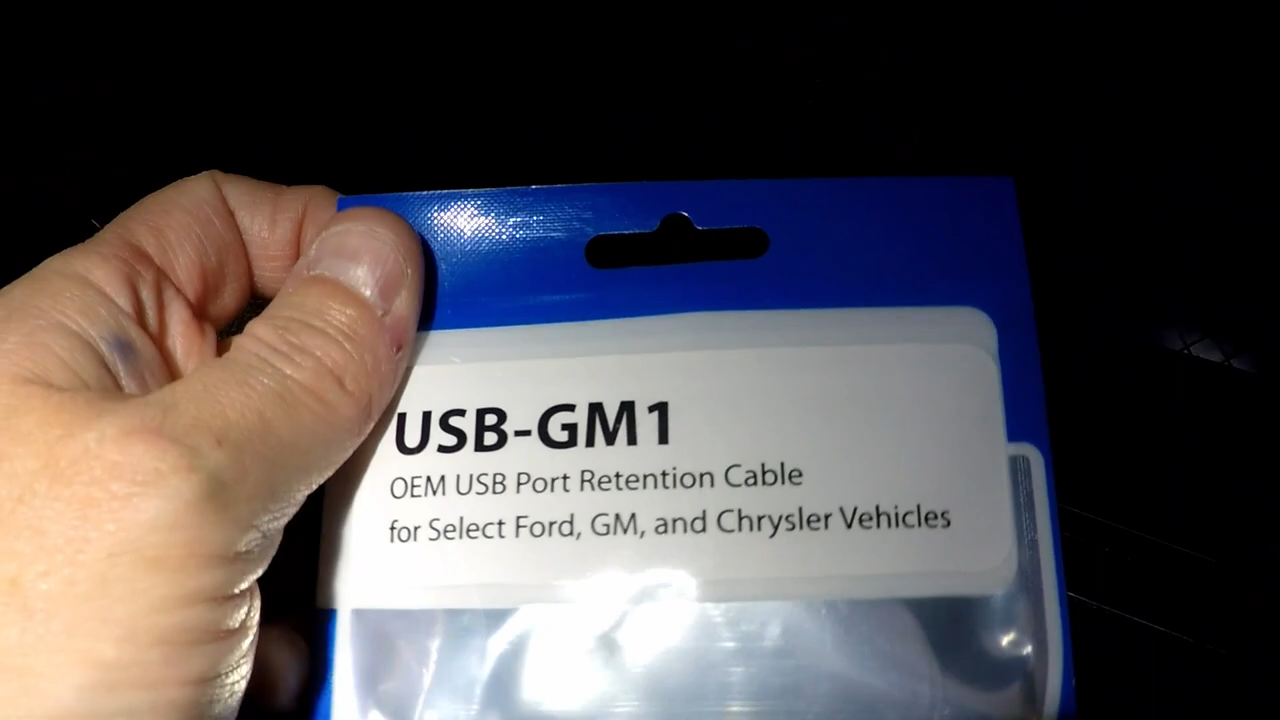 USB-GM1
OEM USB Port Retention Cable
for Select Ford, GM, and Chrysler Vehicles